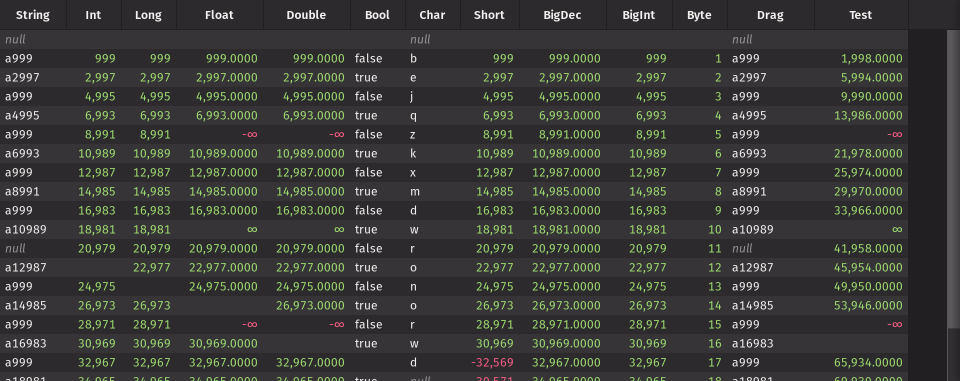 String Int Long Float Double Bool Char Short BigDec BigInt Byte Drag Test
null null null
a999 999 999 999.0000 999.0000 false b 999 999.0000 999 1 a999 1,998.0000
a2997 2,997 2,997 2,997.0000 2,997.0000 true e 2,997 2,997.0000 2,997 2 a2997 5,994.0000
a999 4,995 4,995 4,995.0000 4,995.0000 false j 4,995 4,995.0000 4,995 3 a999 9,990.0000
a4995 6,993 6,993 6,993.0000 6,993.0000 true q 6,993 6,993.0000 6,993 4 a4995 13,986.0000
a999 8,991 8,991 -∞ -∞ false z 8,991 8,991.0000 8,991 5 a999 -∞
a6993 10,989 10,989 10,989.0000 10,989.0000 true k 10,989 10,989.0000 10,989 6 a6993 21,978.0000
a999 12,987 12,987 12,987.0000 12,987.0000 false x 12,987 12,987.0000 12,987 7 a999 25,974.0000
a8991 14,985 14,985 14,985.0000 14,985.0000 true m 14,985 14,985.0000 14,985 8 a8991 29,970.0000
a999 16,983 16,983 16,983.0000 16,983.0000 false d 16,983 16,983.0000 16,983 9 a999 33,966.0000
a10989 18,981 18,981 ∞ ∞ true w 18,981 18,981.0000 18,981 10 a10989 ∞
null 20,979 20,979 20,979.0000 20,979.0000 false r 20,979 20,979.0000 20,979 11 null 41,958.0000
a12987 22,977 22,977.0000 22,977.0000 true o 22,977 22,977.0000 22,977 12 a12987 45,954.0000
a999 24,975 24,975.0000 24,975.0000 false n 24,975 24,975.0000 24,975 13 a999 49,950.0000
a14985 26,973 26,973 26,973.0000 true o 26,973 26,973.0000 26,973 14 a14985 53,946.0000
a999 28,971 28,971 -∞ -∞ false r 28,971 28,971.0000 28,971 15 a999 -∞
a16983 30,969 30,969 30,969.0000 true w 30,969 30,969.0000 30,969 16 a16983
a999 32,967 32,967 32,967.0000 32,967.0000 d -32,569 32,967.0000 32,967 17 a999 65,934.0000
a18981 34,965 34,965 34,965.0000 34,965.0000 true null -30,571 34,965.0000 34,965 18 a18981